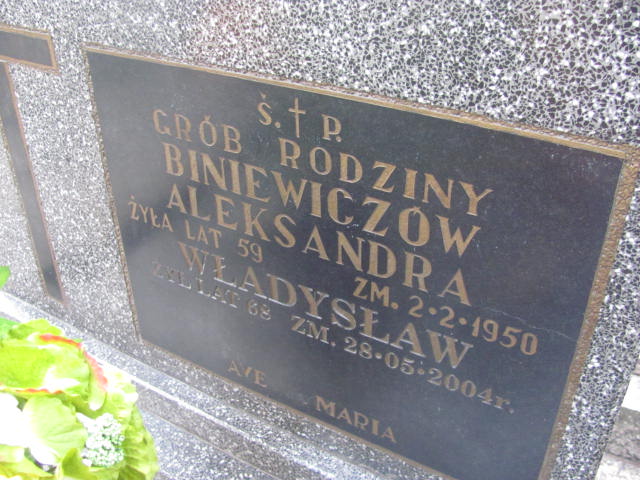 Ś. † P.
GRÓB RODZINY
BINIEWICZÓW
ALEKSANDRA
ŻYŁA LAT 59 ZM. 2·2·1950
WŁADYSŁAW
ŻYŁ LAT 68 ZM. 28·05·2004r.
AVE MARIA